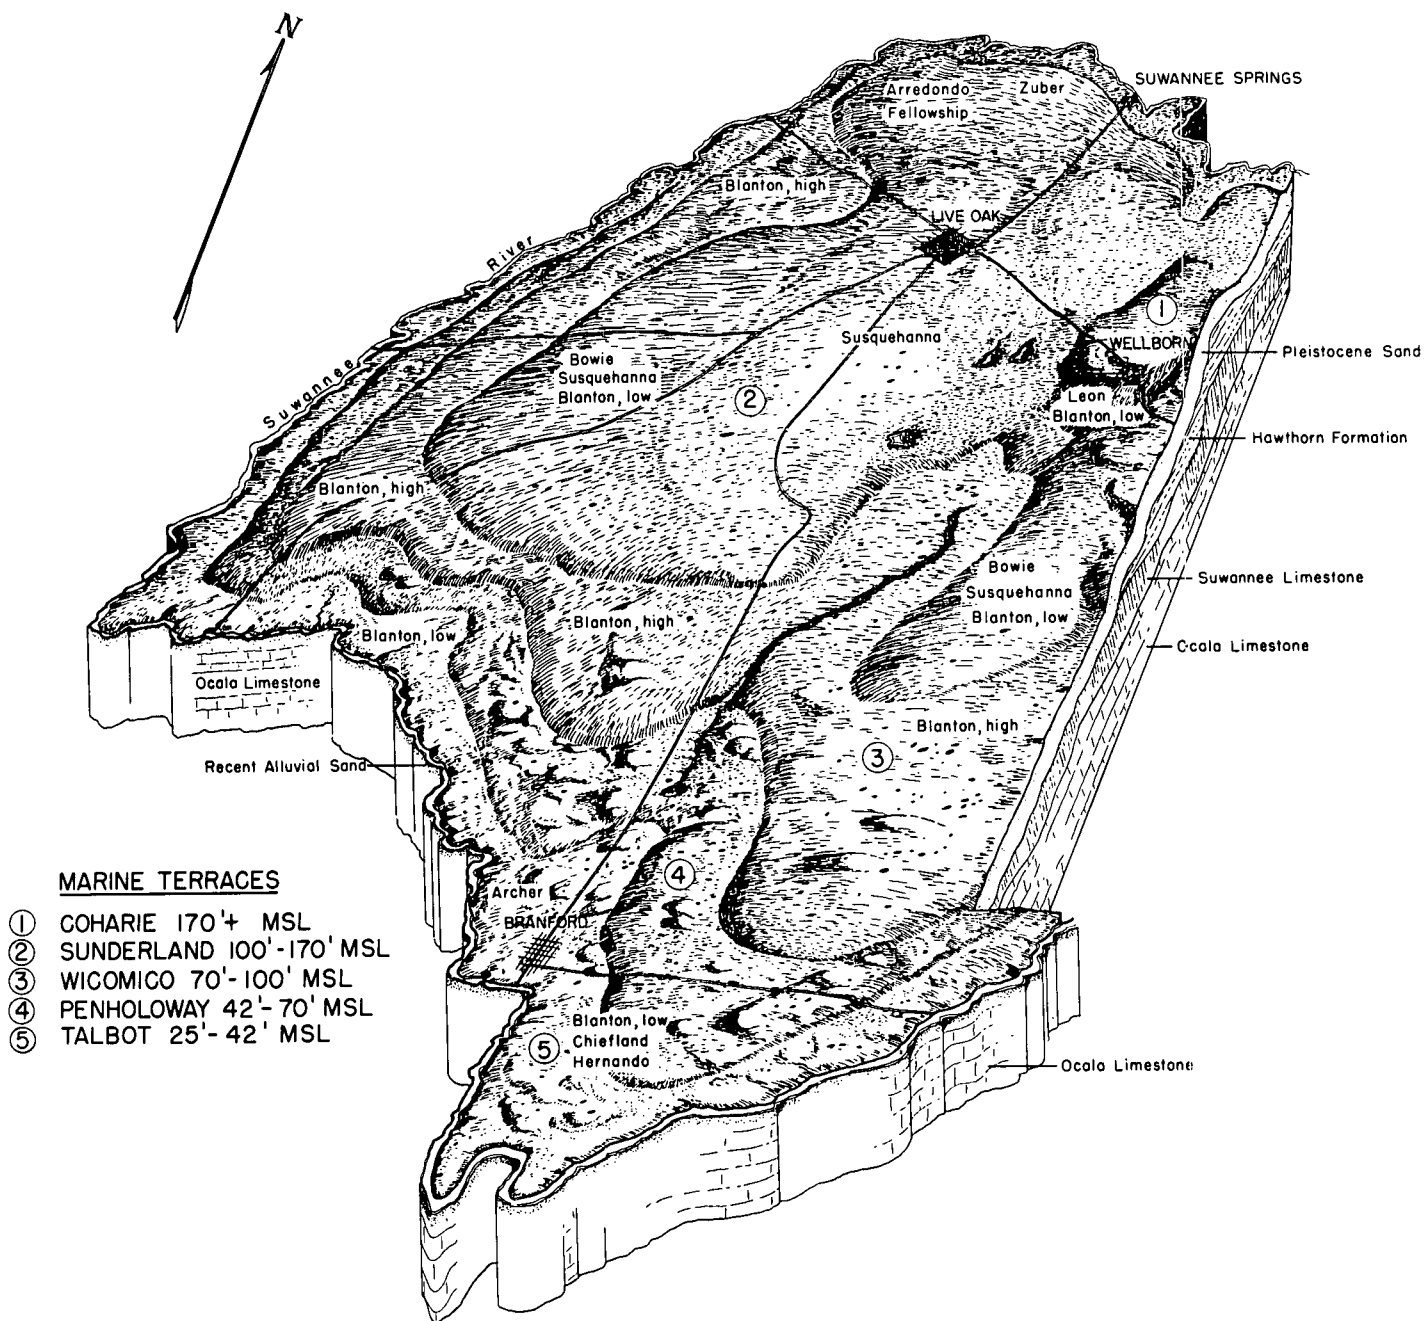 N
SUWANNEE SPRINGS
Arredondo
Fellowship
Zuber
Blanton, high
LIVE OAK
Suwannee River
①
WELLBORN
Pleistocene Sand
Susquehanna
Bowie
Susquehanna
Blanton, low
②
Leon
Blanton, low
Hawthorn Formation
Blanton, high
Suwannee Limestone
Bowie
Susquehanna
Blanton, low
Blanton, high
Blanton, low
Ocala Limestone
Ocala Limestone
Blanton, high
③
Recent Alluvial Sand
④
Archer
BRANFORD
Blanton, low
Chiefland
Hernando
⑤
Ocala Limestone
MARINE TERRACES
① COHARIE 170'+ MSL
② SUNDERLAND 100'-170' MSL
③ WICOMICO 70'-100' MSL
④ PENHOLOWAY 42'-70' MSL
⑤ TALBOT 25'-42' MSL